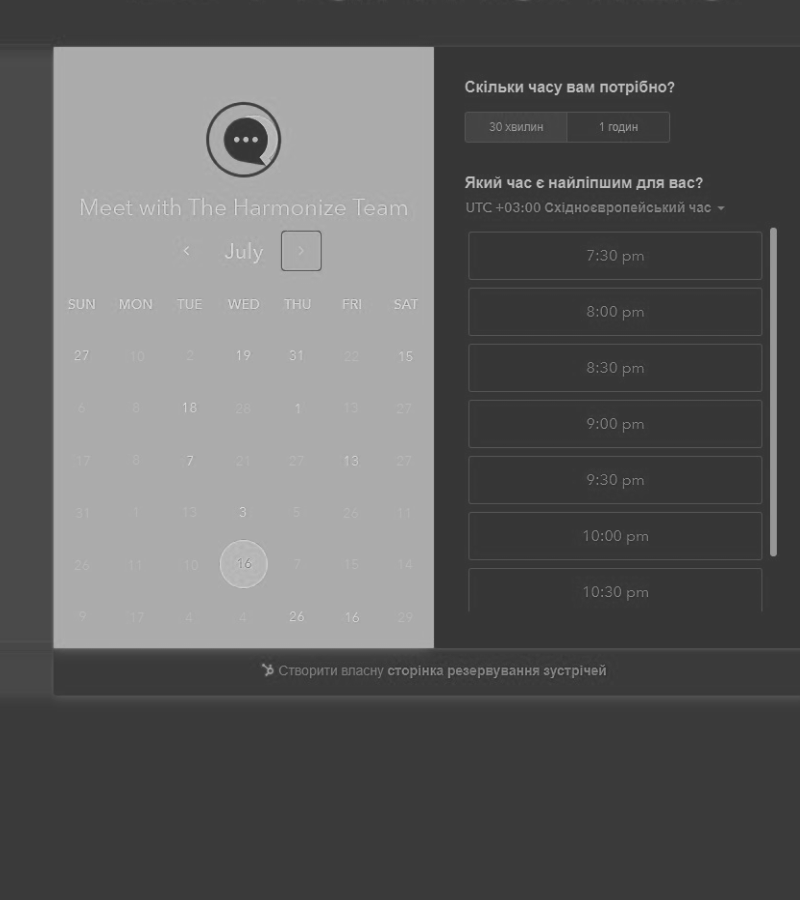 Meet with The Harmonize Team
July
SUN MON TUE WED THU FRI SAT
27 10 2 19 31 22 15
6 6 18 28 1 13 27
17 8 7 21 27 13 27
31 1 13 3 5 26 11
26 11 10 16 7 15 14
9 17 4 4 26 16 29
Скільки часу вам потрібно?
30 хвилин 1 годин
Який час є найліпшим для вас?
UTC +03:00 Східноєвропейський час
7:30 pm
8:00 pm
8:30 pm
9:00 pm
9:30 pm
10:00 pm
10:30 pm
Створити власну сторінка резервування зустрічей